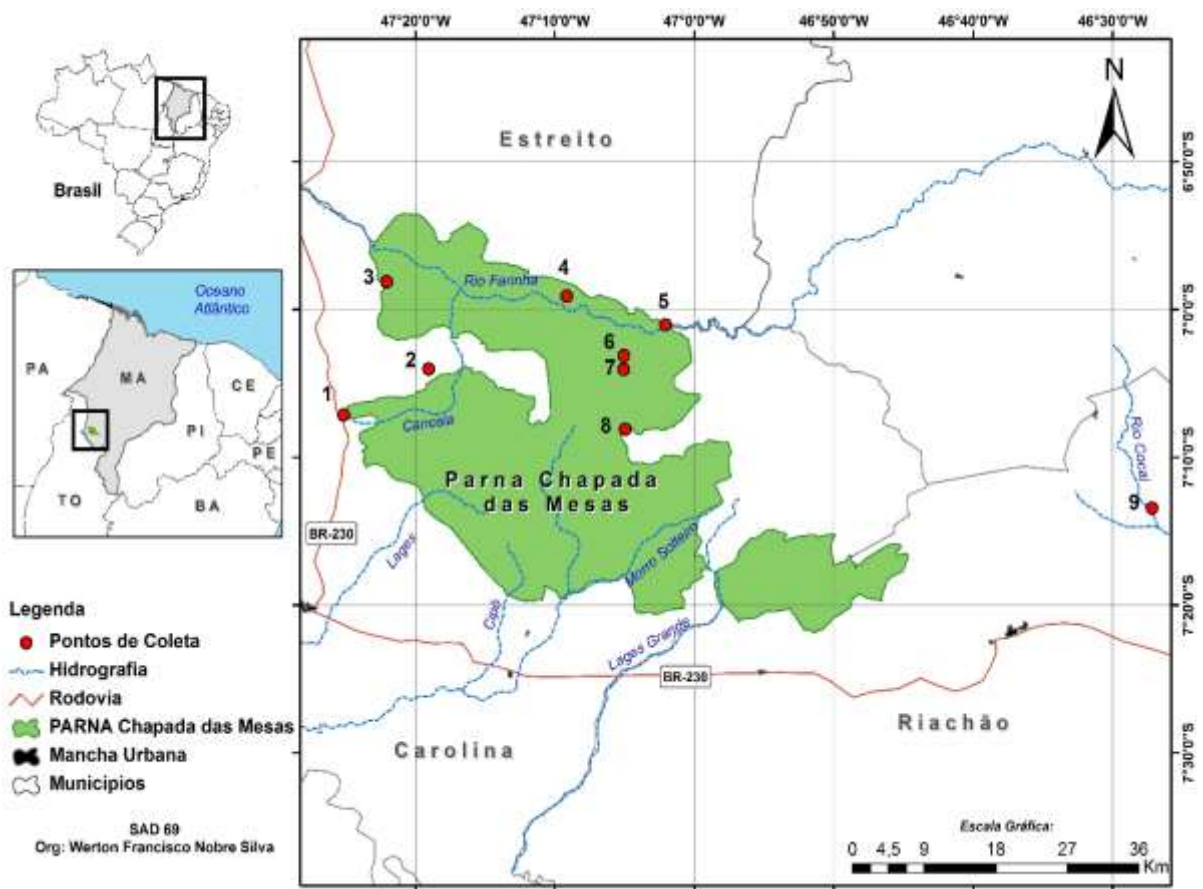 47°20'0"W 47°10'0"W 47°0'0"W 46°50'0"W 46°40'0"W 46°30'0"W
N
Brasil
Estreito
6°50'0"S
Oceano
Atlântico
PA
MA
CE
PI
PE
TO
BA
3
Rio Farinha
4
5
7°0'0"S
6
7
2
1
Cancela
8
7°10'0"S
Parna Chapada
das Mesas
Rio Cocal
9
BR-230
Lages
Morro Solteiro
Cipó
7°20'0"S
Lages Grande
BR-230
Riachão
Carolina
7°30'0"S
Legenda
Pontos de Coleta
Hidrografia
Rodovia
PARNA Chapada das Mesas
Mancha Urbana
Municipios
SAD 69
Org: Werton Francisco Nobre Silva
Escala Gráfica:
0 4,5 9 18 27 36
Km